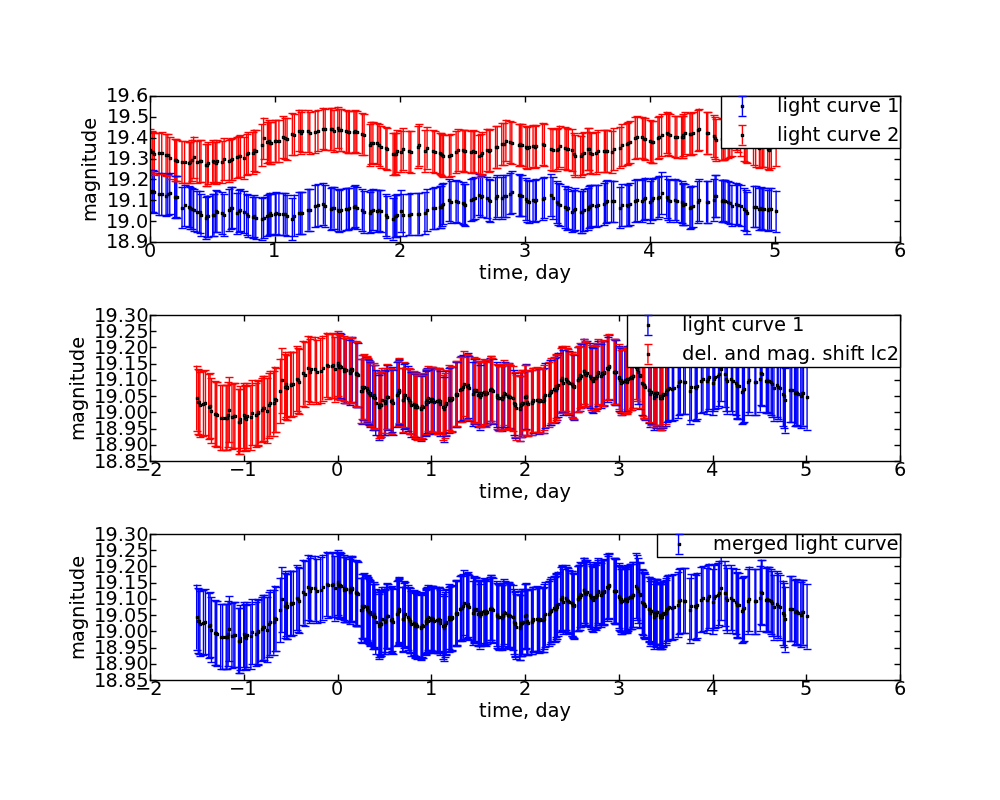 19.6
19.5
19.4
19.3
19.2
19.1
19.0
18.9
magnitude
light curve 1
light curve 2
0 1 2 3 4 5 6
time, day
19.30
19.25
19.20
19.15
19.10
19.05
19.00
18.95
18.90
18.85
magnitude
light curve 1
del. and mag. shift lc2
−2 −1 0 1 2 3 4 5 6
time, day
19.30
19.25
19.20
19.15
19.10
19.05
19.00
18.95
18.90
18.85
magnitude
merged light curve
−2 −1 0 1 2 3 4 5 6
time, day